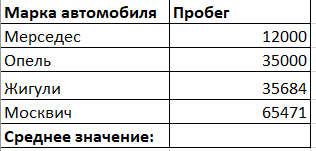 Марка автомобиля Пробег
Мерседес 12000
Опель 35000
Жигули 35684
Москвич 65471
Среднее значение: